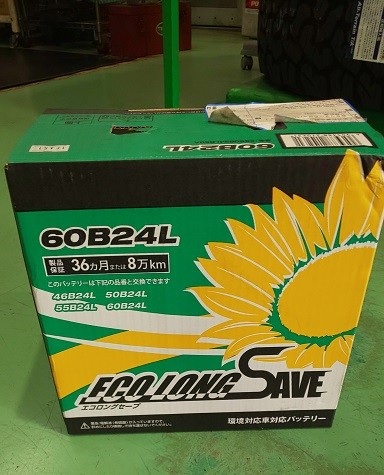 60B24L
60B24L
製品保証 36ヵ月または8万km
このバッテリーは下記の品番と交換できます
46B24L 50B24L
55B24L 60B24L
ECO LONG SAVE
エコロングセーブ
環境対応車対応バッテリー